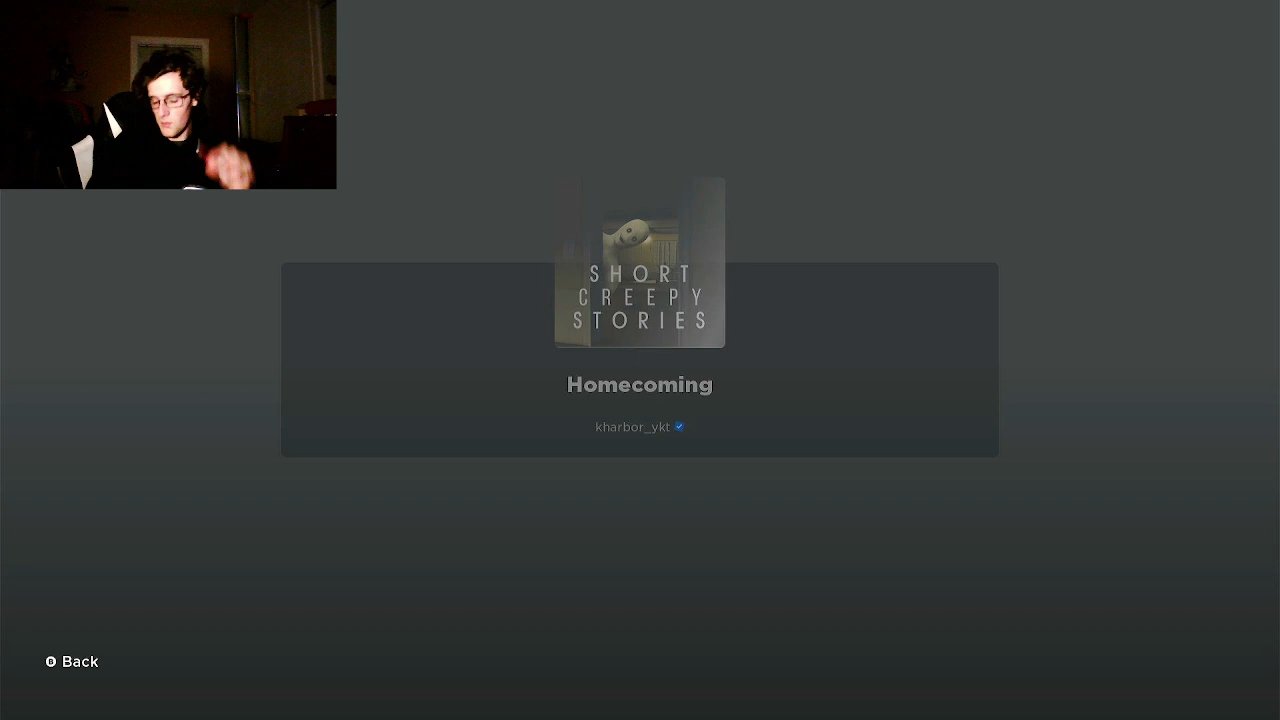 SHORT
CREEPY
STORIES
Homecoming
kharbor_ykt
B Back